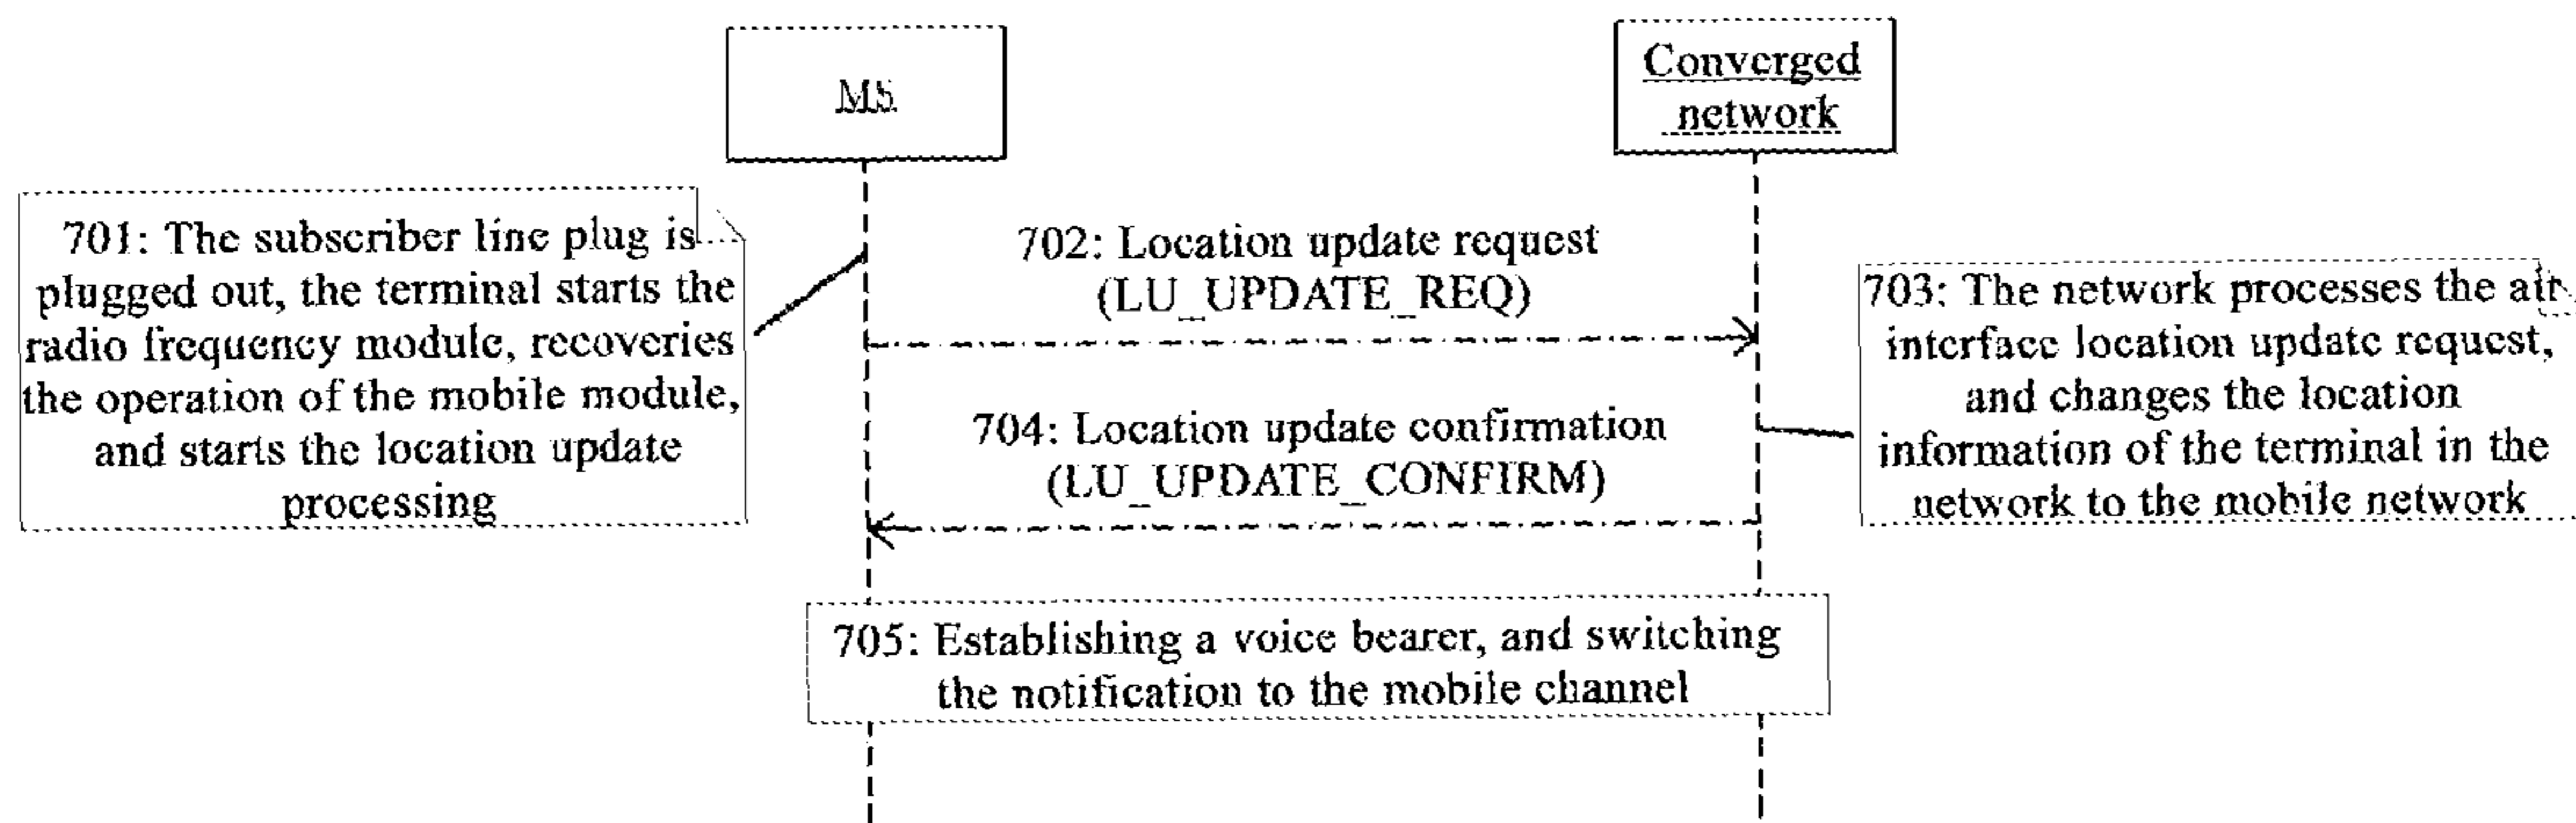 MS
Converged
network
701: The subscriber line plug is
plugged out, the terminal starts the
radio frequency module, recoveries
the operation of the mobile module,
and starts the location update
processing
702: Location update request
(LU_UPDATE_REQ)
703: The network processes the air
interface location update request,
and changes the location
information of the terminal in the
network to the mobile network
704: Location update confirmation
(LU_UPDATE_CONFIRM)
705: Establishing a voice bearer, and switching
the notification to the mobile channel